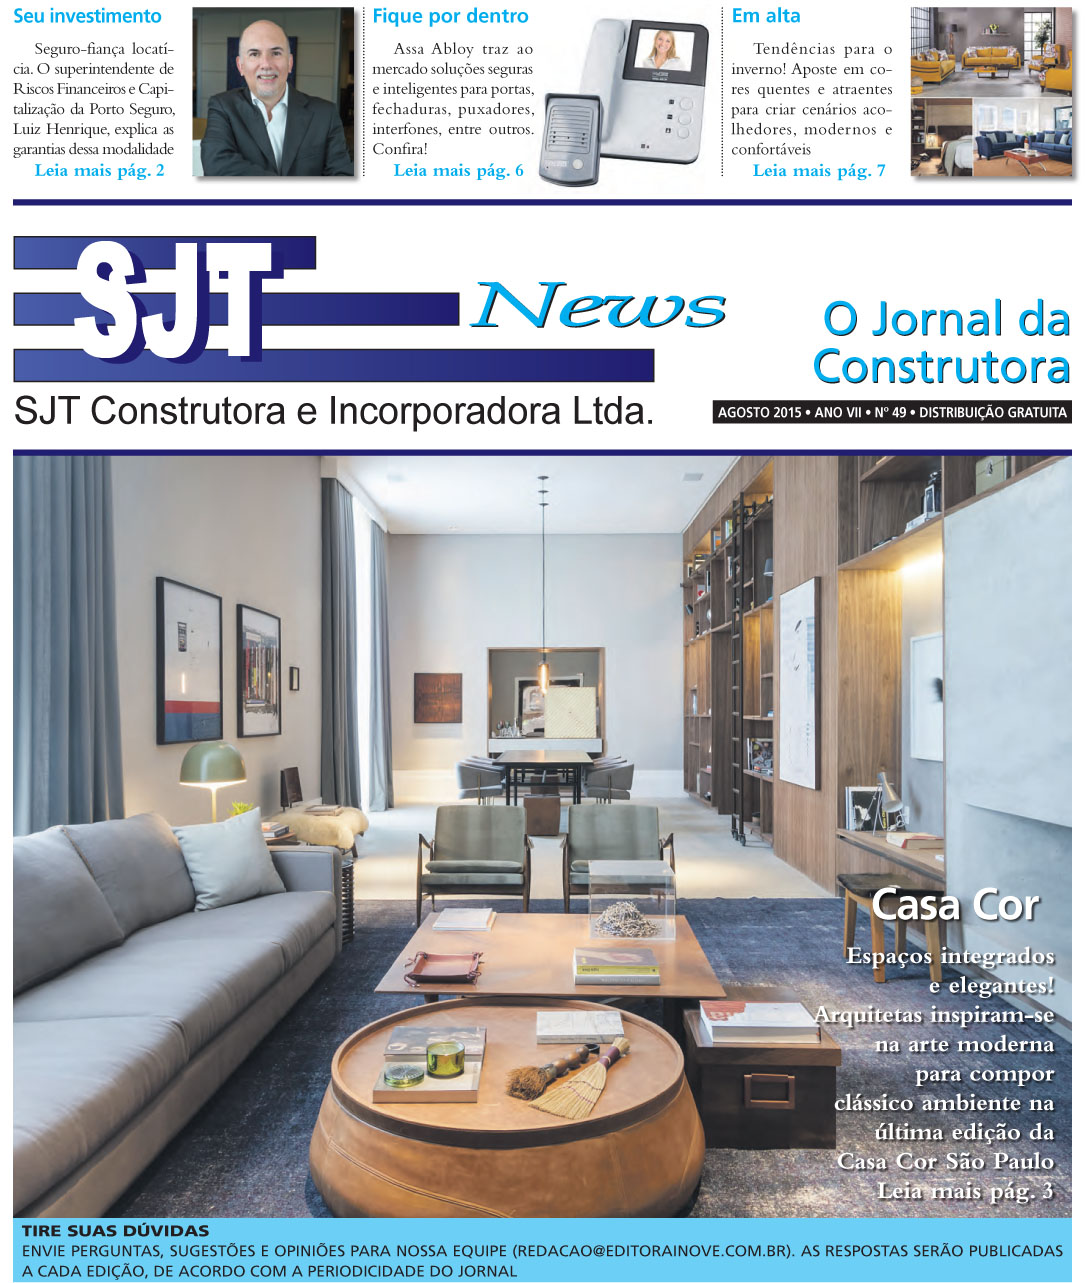 Seu investimento
Seguro-fiança locatí-
cia. O superintendente de
Riscos Financeiros e Capi-
talização da Porto Seguro,
Luiz Henrique, explica as
garantias dessa modalidade
Leia mais pág. 2
Fique por dentro
Assa Abloy traz ao
mercado soluções seguras
e inteligentes para portas,
fechaduras, puxadores,
interfones, entre outros.
Confira!
Leia mais pág. 6
Em alta
Tendências para o
inverno! Aposte em co-
res quentes e atraentes
para criar cenários aco-
lhedores, modernos e
confortáveis
Leia mais pág. 7
SJT
News
O Jornal da
Construtora
SJT Construtora e Incorporadora Ltda.
AGOSTO 2015 • ANO VII • Nº 49 • DISTRIBUIÇÃO GRATUITA
Casa Cor
Espaços integrados
e elegantes!
Arquitetas inspiram-se
na arte moderna
para compor
clássico ambiente na
última edição da
Casa Cor São Paulo
Leia mais pág. 3
TIRE SUAS DÚVIDAS
ENVIE PERGUNTAS, SUGESTÕES E OPINIÕES PARA NOSSA EQUIPE (REDACAO@EDITORAINOVE.COM.BR). AS RESPOSTAS SERÃO PUBLICADAS
A CADA EDIÇÃO, DE ACORDO COM A PERIODICIDADE DO JORNAL